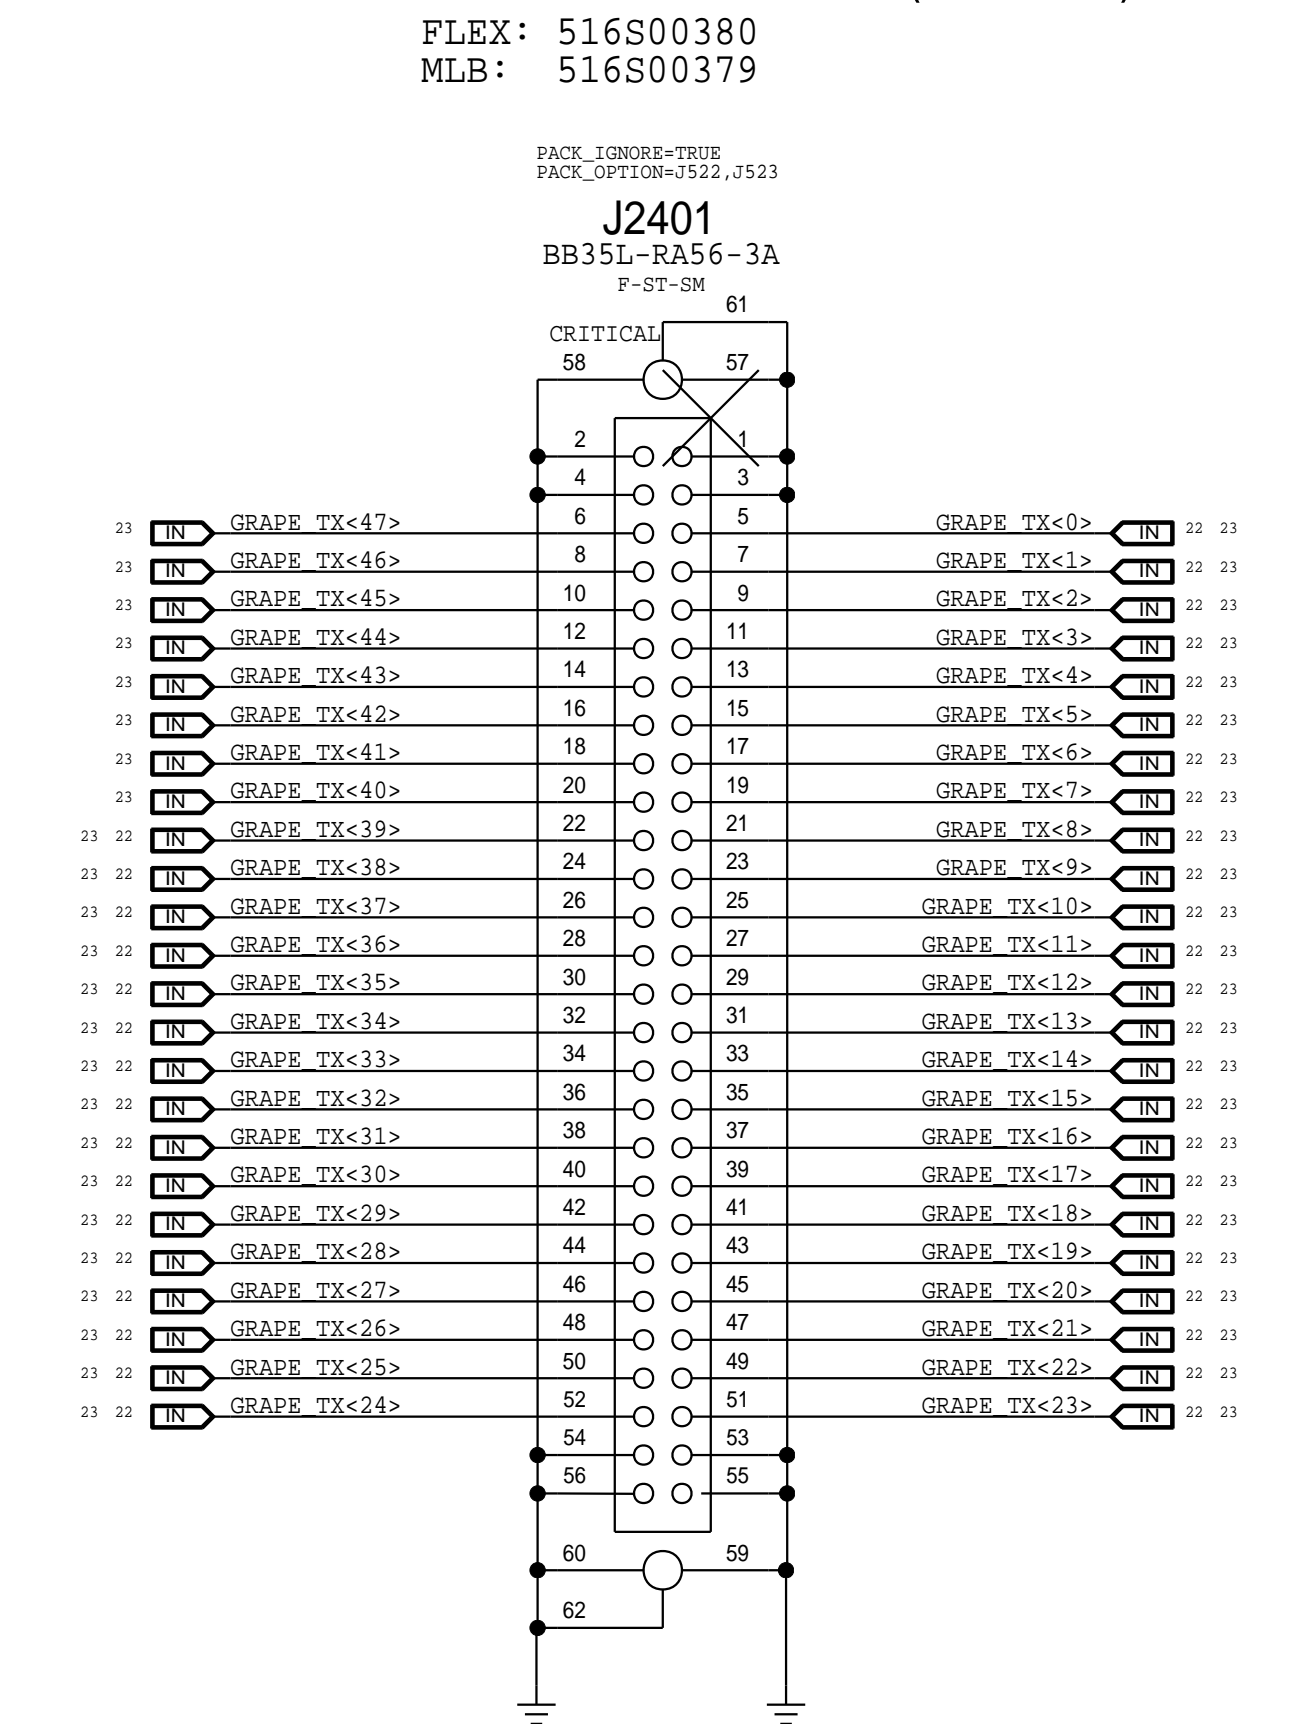 FLEX: 516S00380
MLB: 516S00379
PACK_IGNORE=TRUE
PACK_OPTION=J522,J523
J2401
BB35L-RA56-3A
F-ST-SM
61
CRITICAL
58 57
2 1
4 3
23 IN GRAPE_TX<47> 6 5 GRAPE_TX<0> IN 22 23
23 IN GRAPE_TX<46> 8 7 GRAPE_TX<1> IN 22 23
23 IN GRAPE_TX<45> 10 9 GRAPE_TX<2> IN 22 23
23 IN GRAPE_TX<44> 12 11 GRAPE_TX<3> IN 22 23
23 IN GRAPE_TX<43> 14 13 GRAPE_TX<4> IN 22 23
23 IN GRAPE_TX<42> 16 15 GRAPE_TX<5> IN 22 23
23 IN GRAPE_TX<41> 18 17 GRAPE_TX<6> IN 22 23
23 IN GRAPE_TX<40> 20 19 GRAPE_TX<7> IN 22 23
23 22 IN GRAPE_TX<39> 22 21 GRAPE_TX<8> IN 22 23
23 22 IN GRAPE_TX<38> 24 23 GRAPE_TX<9> IN 22 23
23 22 IN GRAPE_TX<37> 26 25 GRAPE_TX<10> IN 22 23
23 22 IN GRAPE_TX<36> 28 27 GRAPE_TX<11> IN 22 23
23 22 IN GRAPE_TX<35> 30 29 GRAPE_TX<12> IN 22 23
23 22 IN GRAPE_TX<34> 32 31 GRAPE_TX<13> IN 22 23
23 22 IN GRAPE_TX<33> 34 33 GRAPE_TX<14> IN 22 23
23 22 IN GRAPE_TX<32> 36 35 GRAPE_TX<15> IN 22 23
23 22 IN GRAPE_TX<31> 38 37 GRAPE_TX<16> IN 22 23
23 22 IN GRAPE_TX<30> 40 39 GRAPE_TX<17> IN 22 23
23 22 IN GRAPE_TX<29> 42 41 GRAPE_TX<18> IN 22 23
23 22 IN GRAPE_TX<28> 44 43 GRAPE_TX<19> IN 22 23
23 22 IN GRAPE_TX<27> 46 45 GRAPE_TX<20> IN 22 23
23 22 IN GRAPE_TX<26> 48 47 GRAPE_TX<21> IN 22 23
23 22 IN GRAPE_TX<25> 50 49 GRAPE_TX<22> IN 22 23
23 22 IN GRAPE_TX<24> 52 51 GRAPE_TX<23> IN 22 23
54 53
56 55
60 59
62